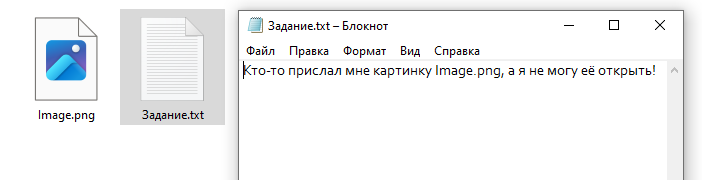 Image.png
Задание.txt
Задание.txt – Блокнот
Файл Правка Формат Вид Справка
Кто-то прислал мне картинку Image.png, а я не могу её открыть!